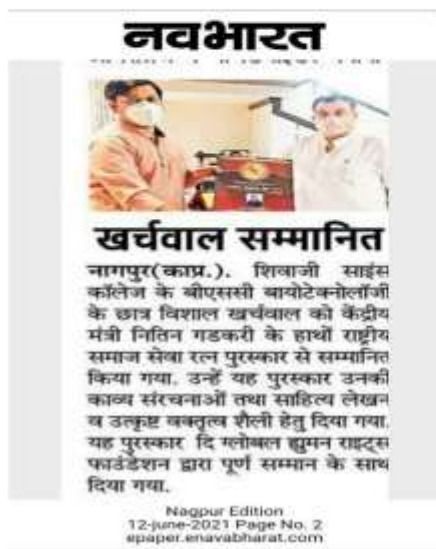 नवभारत
खर्चवाल सम्मानित
नागपुर(काप्र.). शिवाजी साइंस
कॉलेज के बीएससी बायोटेक्नोलॉजी
के छात्र विशाल खर्चवाल को केंद्रीय
मंत्री नितिन गडकरी के हाथों राष्ट्रीय
समाज सेवा रत्न पुरस्कार से सम्मानित
किया गया. उन्हें यह पुरस्कार उनकी
काव्य संरचनाओं तथा साहित्य लेखन
व उत्कृष्ट वक्तृत्व शैली हेतु दिया गया.
यह पुरस्कार दि ग्लोबल ह्युमन राइट्स
फाउंडेशन द्वारा पूर्ण सम्मान के साथ
दिया गया.
Nagpur Edition
12-june-2021 Page No. 2
epaper.enavabharat.com